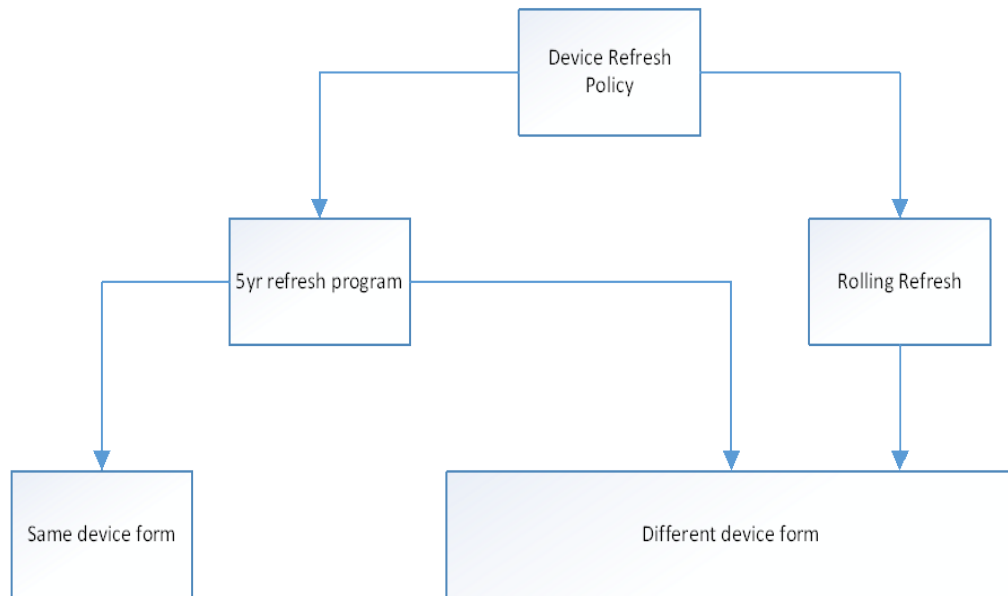 Device Refresh
Policy
5yr refresh program
Rolling Refresh
Same device form
Different device form